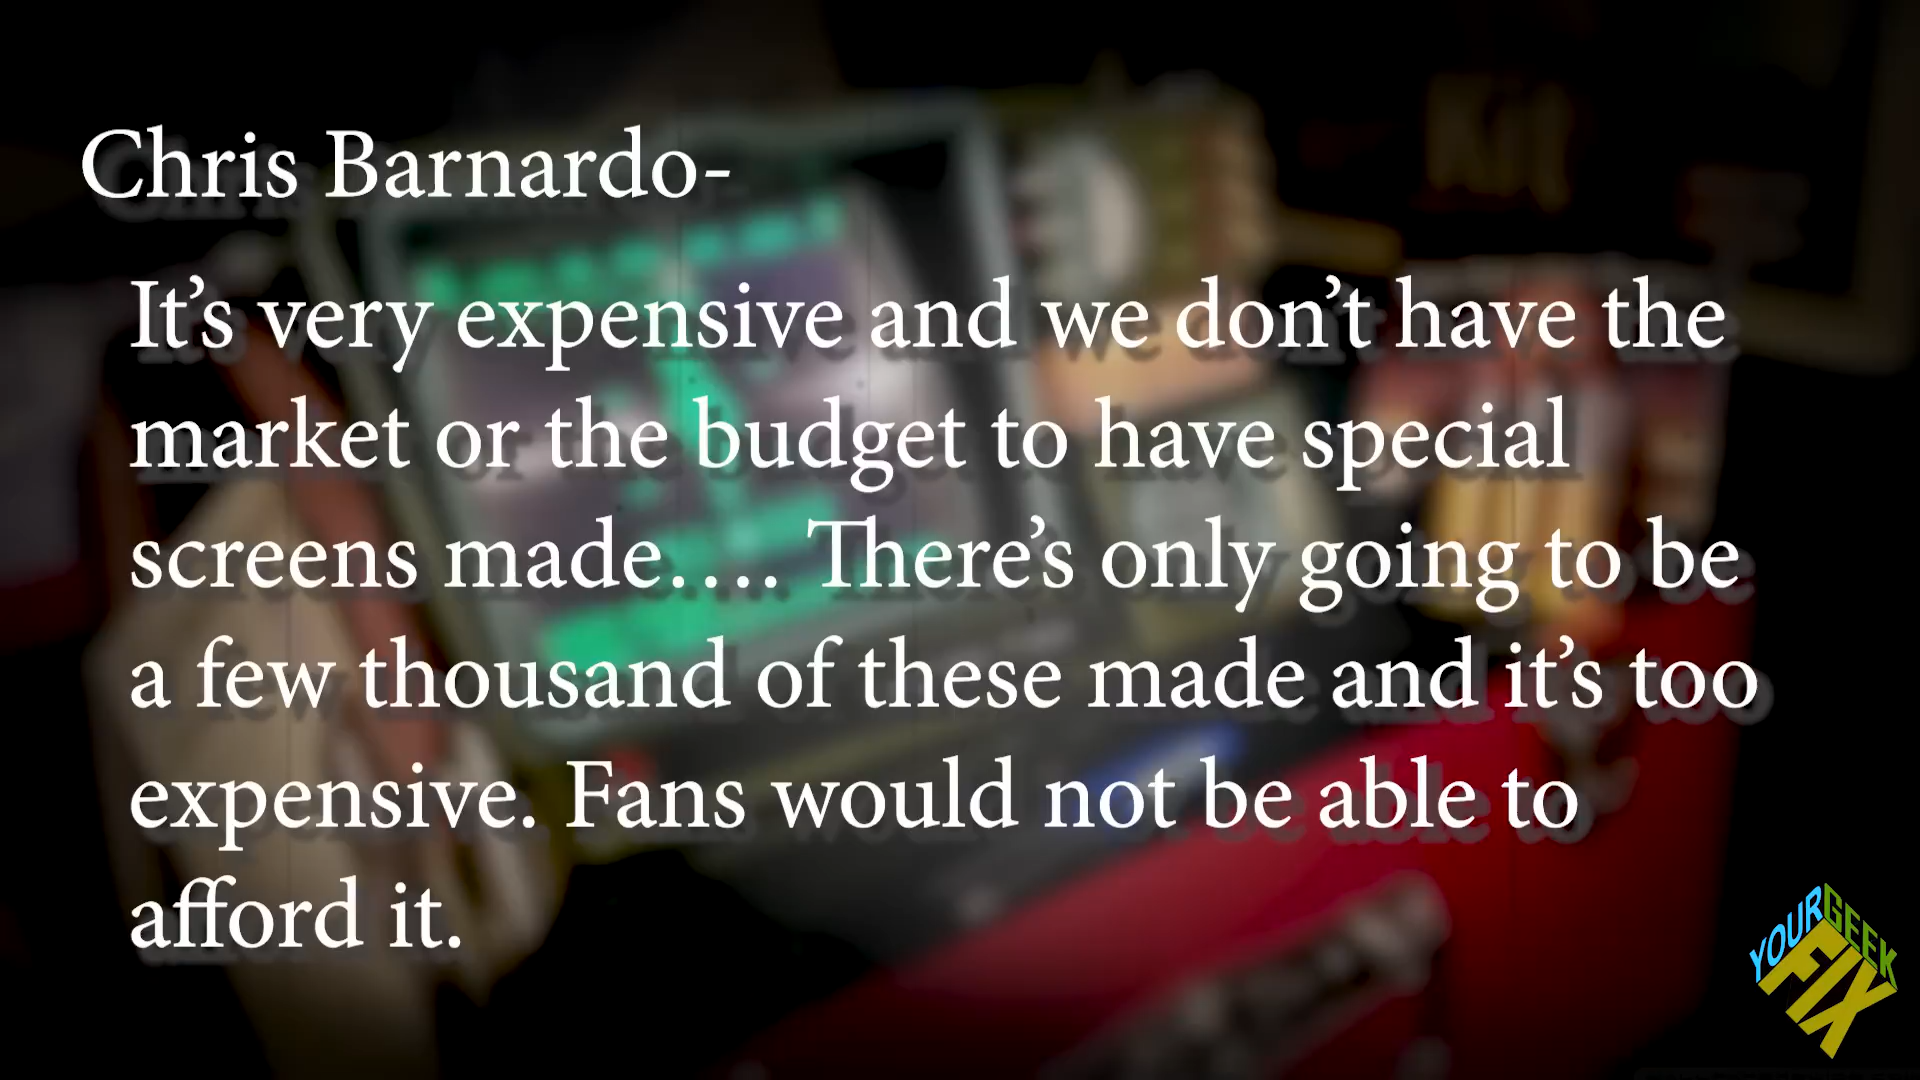 Chris Barnardo-
It’s very expensive and we don’t have the
market or the budget to have special
screens made…. There’s only going to be
a few thousand of these made and it’s too
expensive. Fans would not be able to
afford it.
YOUR GEEK
FIX